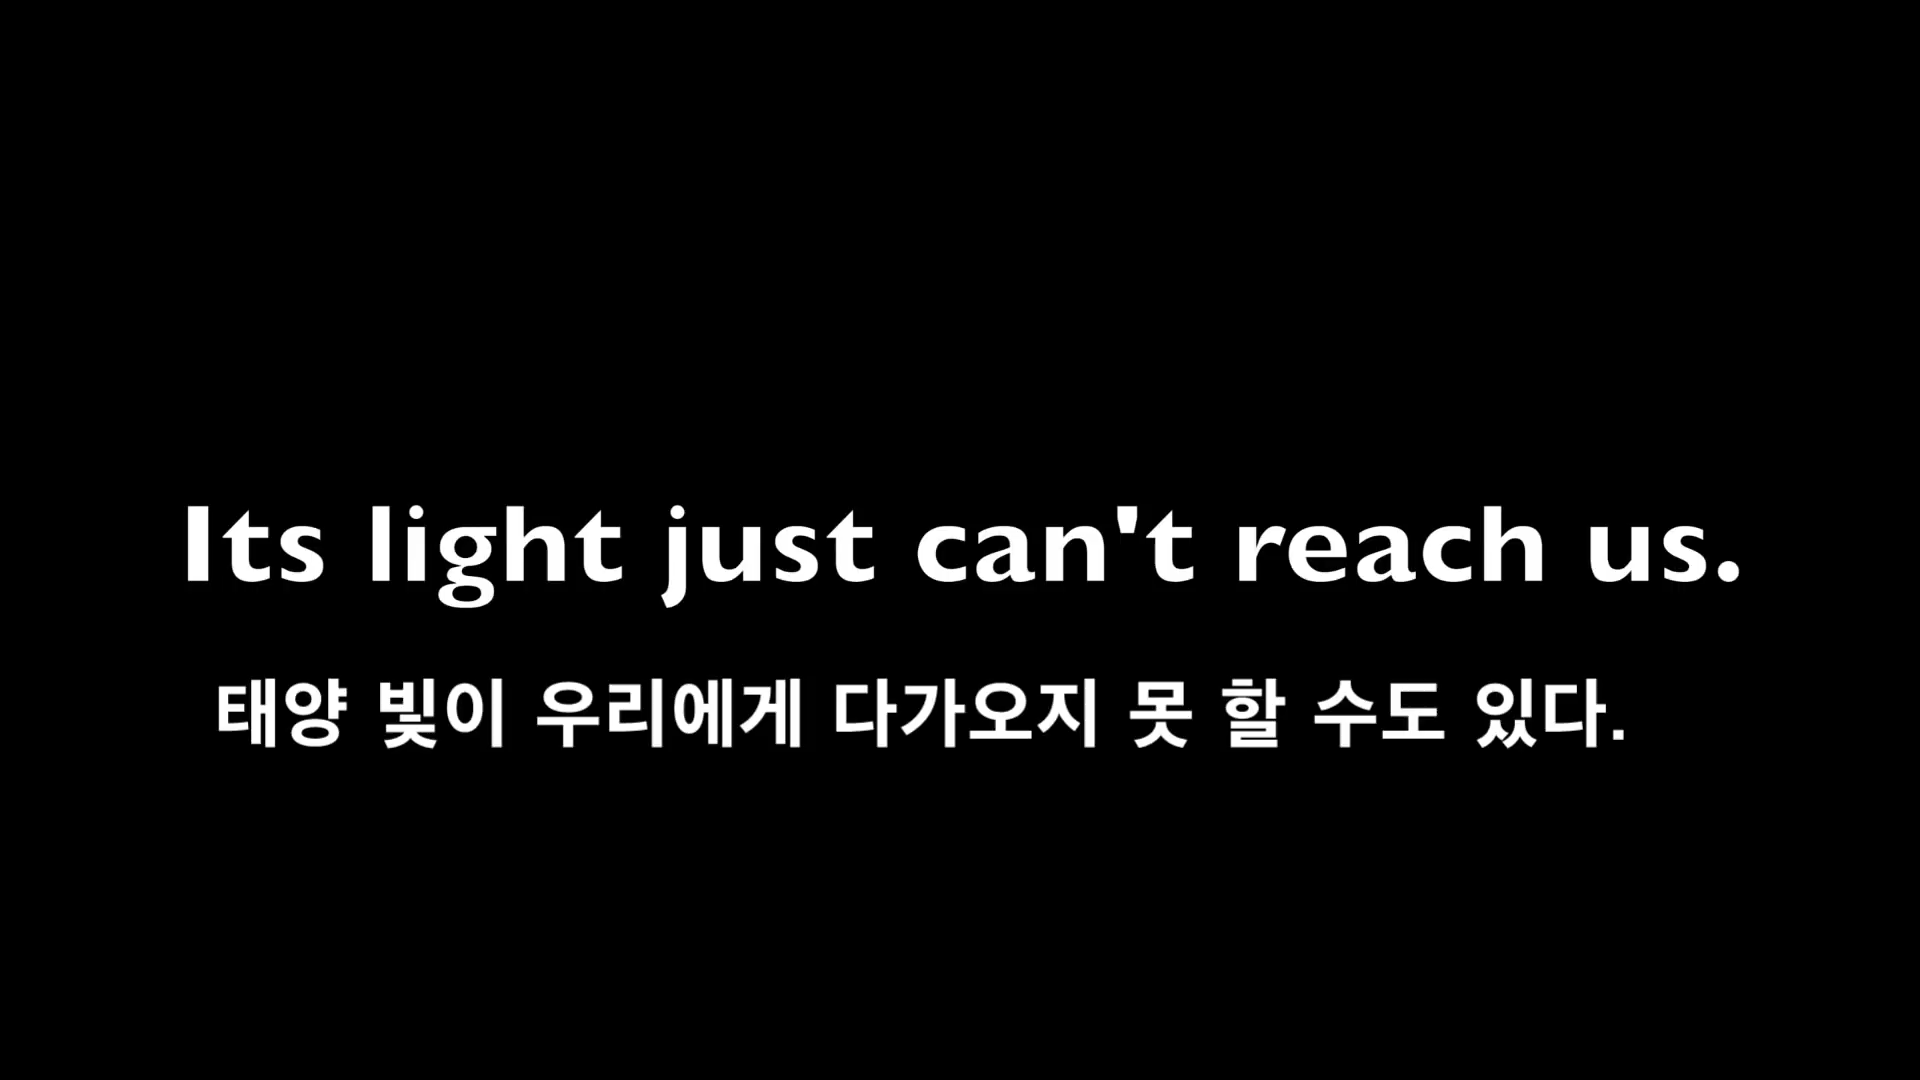 Its light just can't reach us.
태양 빛이 우리에게 다가오지 못 할 수도 있다.